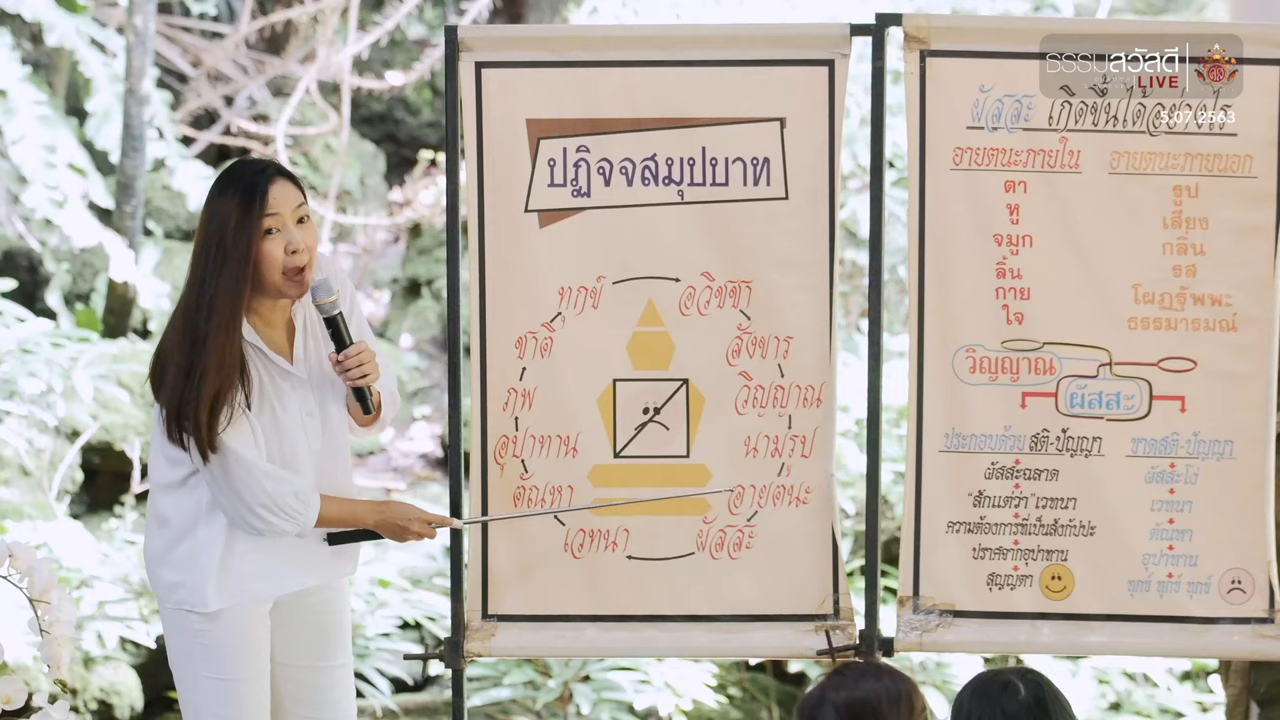 ธรรมสวัสดี
LIVE
5.07.2563
ปฏิจจสมุปบาท
ทุกข์
อวิชชา
ชาติ
สังขาร
ภพ
วิญญาณ
อุปาทาน
นามรูป
ตัณหา
อายตนะ
เวทนา
ผัสสะ
ผัสสะ เกิดขึ้นได้อย่างไร
อายตนะภายใน อายตนะภายนอก
ตา รูป
หู เสียง
จมูก กลิ่น
ลิ้น รส
กาย โผฏฐัพพะ
ใจ ธรรมารมณ์
วิญญาณ
ผัสสะ
ประกอบด้วย สติ-ปัญญา ขาดสติ-ปัญญา
ผัสสะฉลาด ผัสสะโง่
"สักแต่ว่า"เวทนา เวทนา
ความต้องการที่เป็นสังกัปปะ ตัณหา
ปราศจากอุปาทาน อุปาทาน
สุญญตา ทุกข์ ทุกข์ ทุกข์